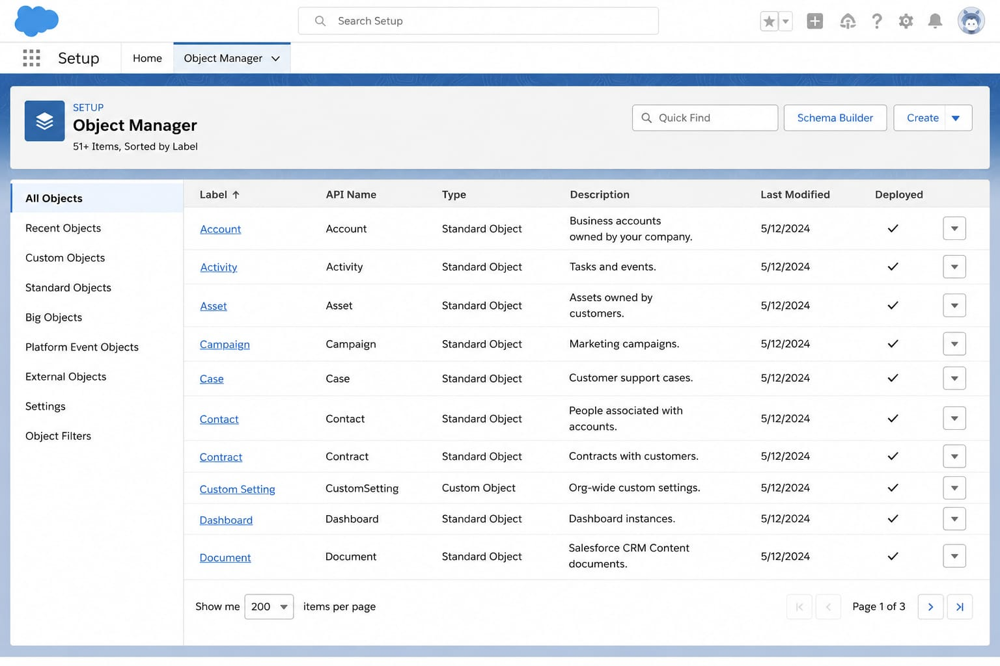 Search Setup
Setup
Home
Object Manager
SETUP
Object Manager
51+ Items, Sorted by Label
Quick Find
Schema Builder
Create
All Objects
Recent Objects
Custom Objects
Standard Objects
Big Objects
Platform Event Objects
External Objects
Settings
Object Filters
Label ↑ API Name Type Description Last Modified Deployed
Account Account Standard Object Business accounts
owned by your company. 5/12/2024
Activity Activity Standard Object Tasks and events. 5/12/2024
Asset Asset Standard Object Assets owned by
customers. 5/12/2024
Campaign Campaign Standard Object Marketing campaigns. 5/12/2024
Case Case Standard Object Customer support cases. 5/12/2024
Contact Contact Standard Object People associated with
accounts. 5/12/2024
Contract Contract Standard Object Contracts with customers. 5/12/2024
Custom Setting CustomSetting Custom Object Org-wide custom settings. 5/12/2024
Dashboard Dashboard Standard Object Dashboard instances. 5/12/2024
Document Document Standard Object Salesforce CRM Content
documents. 5/12/2024
Show me 200 items per page
Page 1 of 3